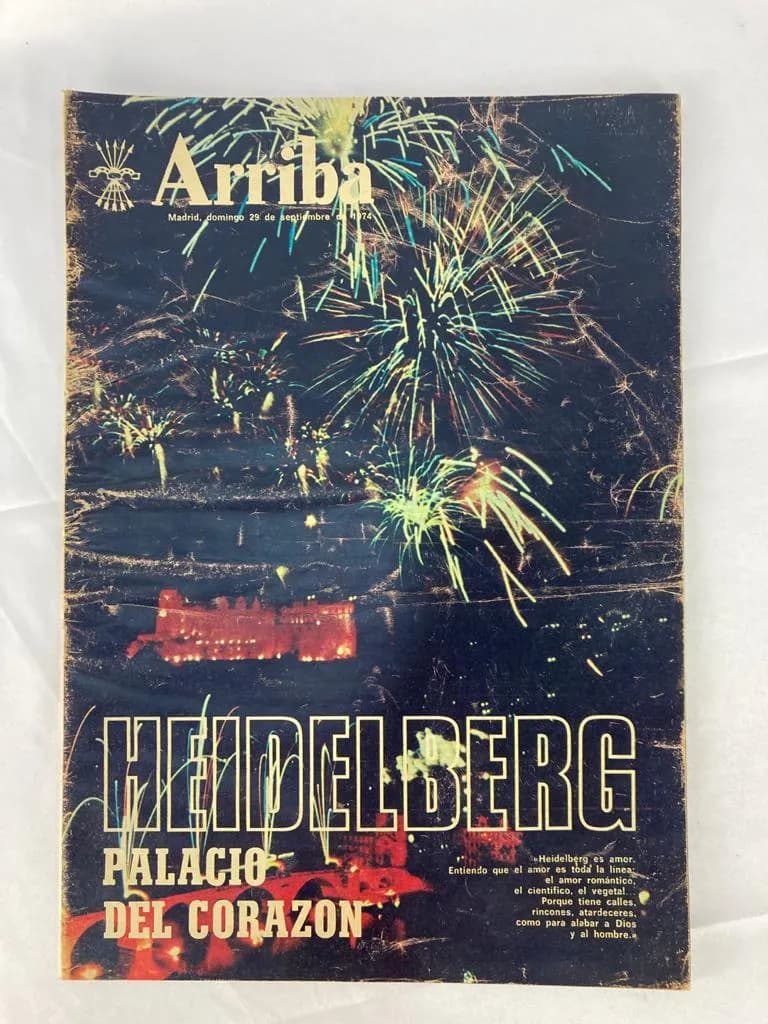 Arriba
Madrid, domingo 29 de septiembre de 1974
HEIDELBERG
PALACIO
DEL CORAZON
«Heidelberg es amor.
Entiendo que el amor es toda la línea:
el amor romántico,
el científico, el vegetal...
Porque tiene calles,
rincones, atardeceres,
como para alabar a Dios
y al hombre.»